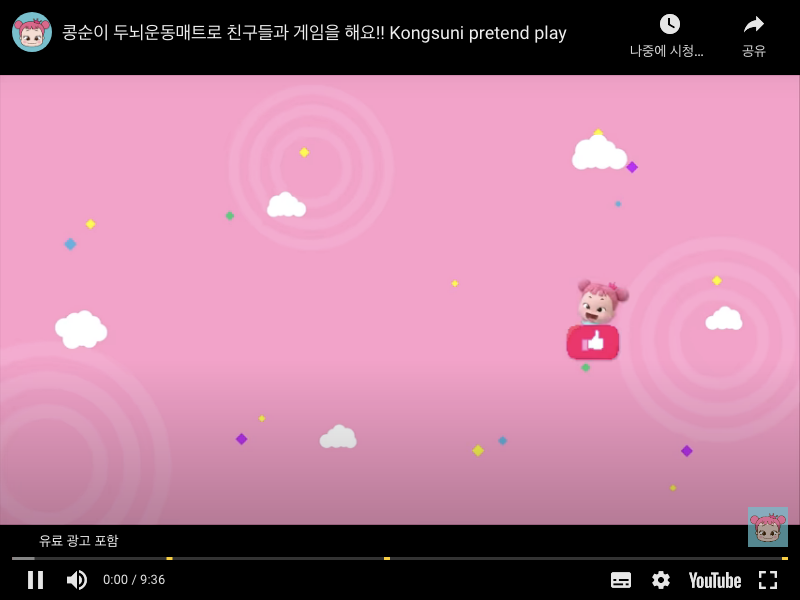 콩순이 두뇌운동매트로 친구들과 게임을 해요!! Kongsuni pretend play
나중에 시청...
공유
유료 광고 포함
0:00 / 9:36
YouTube